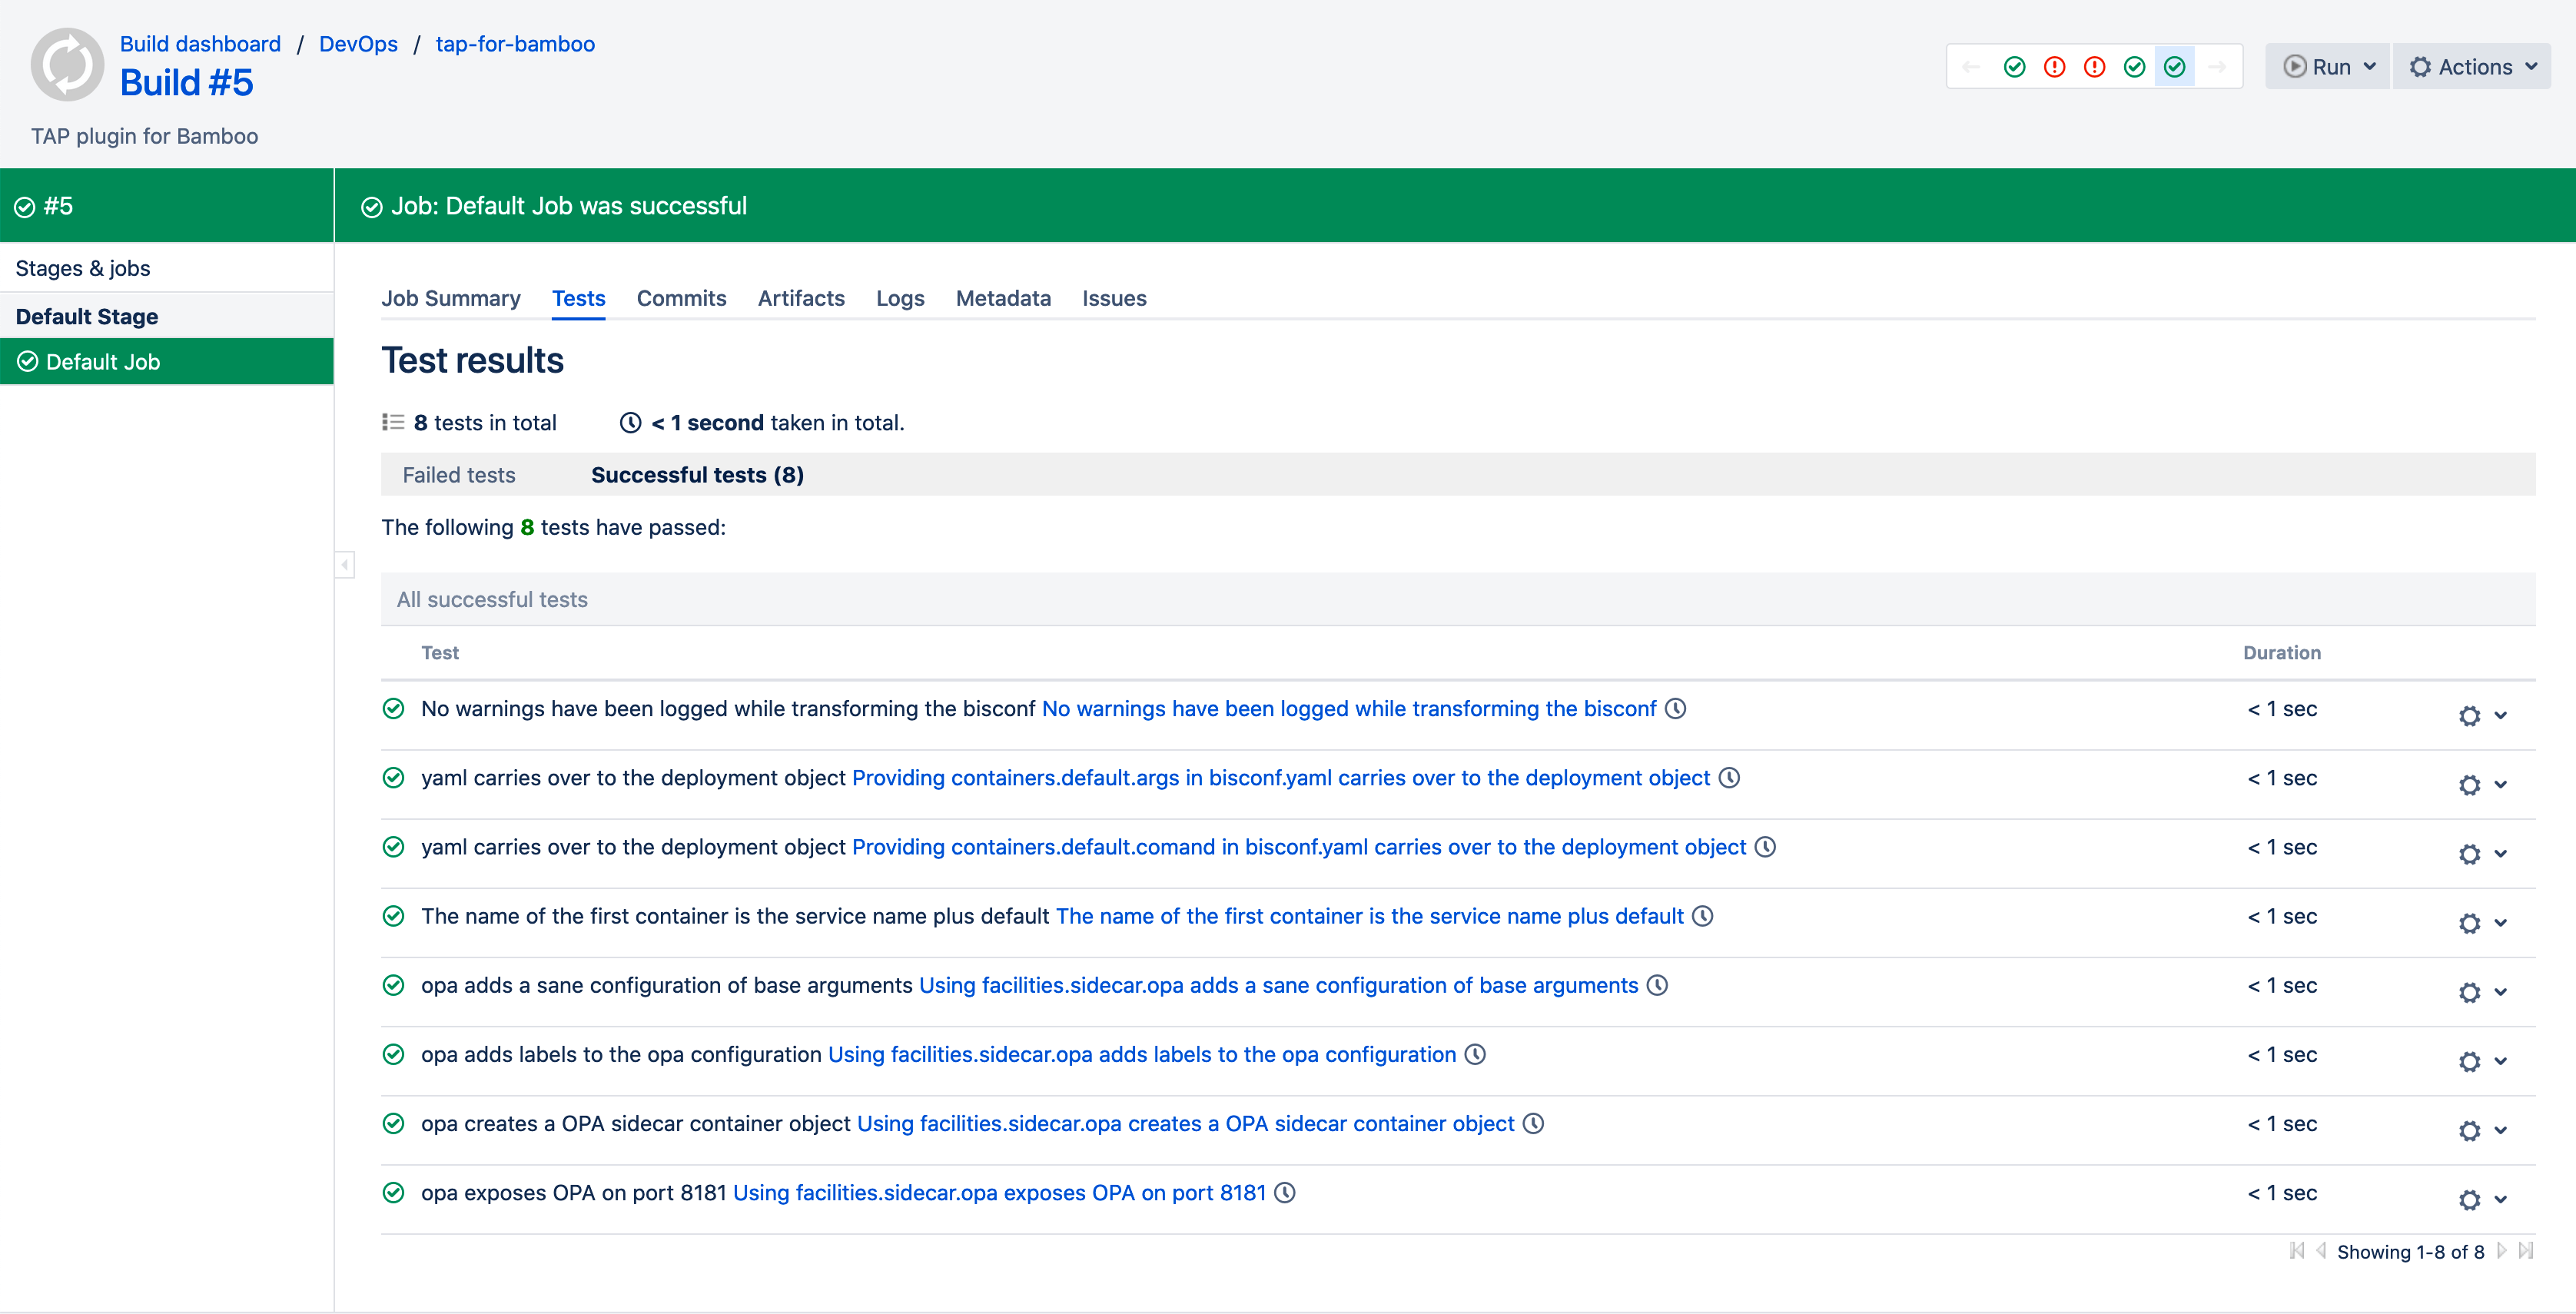 Build dashboard / DevOps / tap-for-bamboo
Build #5
Run
Actions
TAP plugin for Bamboo
#5
Job: Default Job was successful
Stages & jobs
Default Stage
Default Job
Job Summary Tests Commits Artifacts Logs Metadata Issues
Test results
8 tests in total < 1 second taken in total.
Failed tests Successful tests (8)
The following 8 tests have passed:
All successful tests
Test Duration
No warnings have been logged while transforming the bisconf No warnings have been logged while transforming the bisconf < 1 sec
yaml carries over to the deployment object Providing containers.default.args in bisconf.yaml carries over to the deployment object < 1 sec
yaml carries over to the deployment object Providing containers.default.comand in bisconf.yaml carries over to the deployment object < 1 sec
The name of the first container is the service name plus default The name of the first container is the service name plus default < 1 sec
opa adds a sane configuration of base arguments Using facilities.sidecar.opa adds a sane configuration of base arguments < 1 sec
opa adds labels to the opa configuration Using facilities.sidecar.opa adds labels to the opa configuration < 1 sec
opa creates a OPA sidecar container object Using facilities.sidecar.opa creates a OPA sidecar container object < 1 sec
opa exposes OPA on port 8181 Using facilities.sidecar.opa exposes OPA on port 8181 < 1 sec
Showing 1-8 of 8